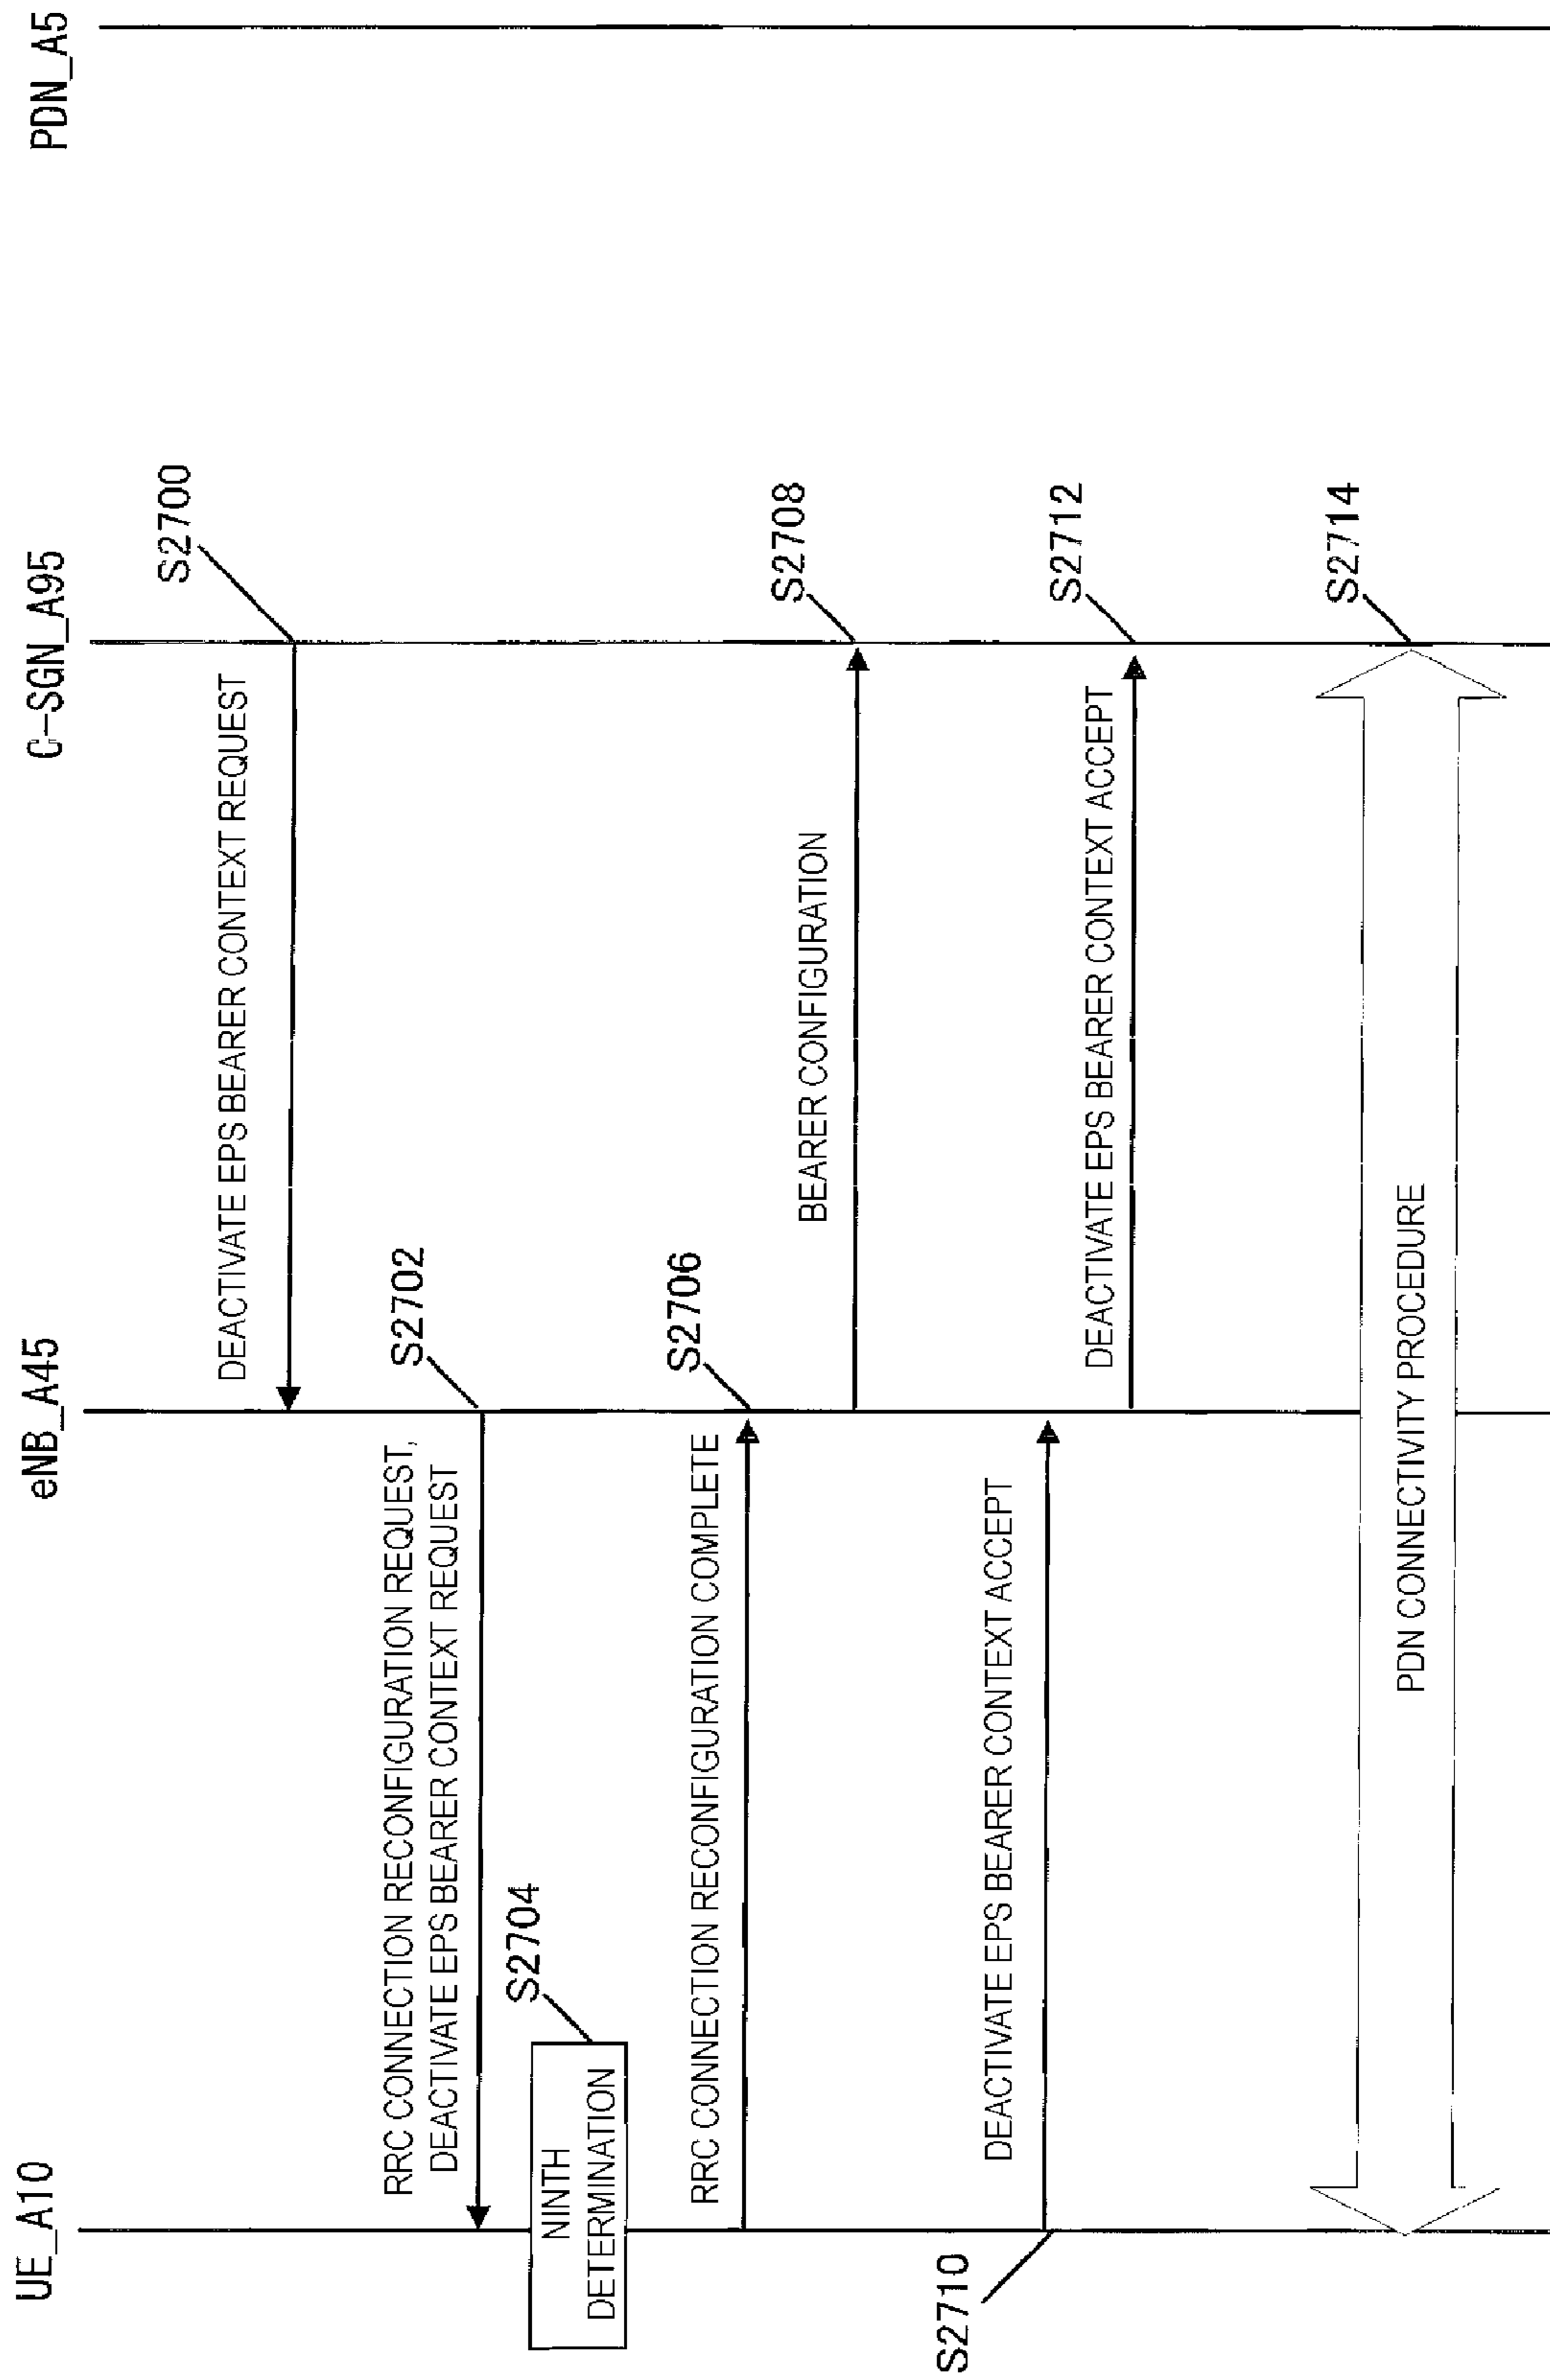 UE_A10
eNB_A45
C-SGN_A95
PDN_A5
S2700
DEACTIVATE EPS BEARER CONTEXT REQUEST
S2702
RRC CONNECTION RECONFIGURATION REQUEST,
DEACTIVATE EPS BEARER CONTEXT REQUEST
S2704
NINTH
DETERMINATION
S2706
RRC CONNECTION RECONFIGURATION COMPLETE
S2708
BEARER CONFIGURATION
S2710
DEACTIVATE EPS BEARER CONTEXT ACCEPT
S2712
DEACTIVATE EPS BEARER CONTEXT ACCEPT
S2714
PDN CONNECTIVITY PROCEDURE